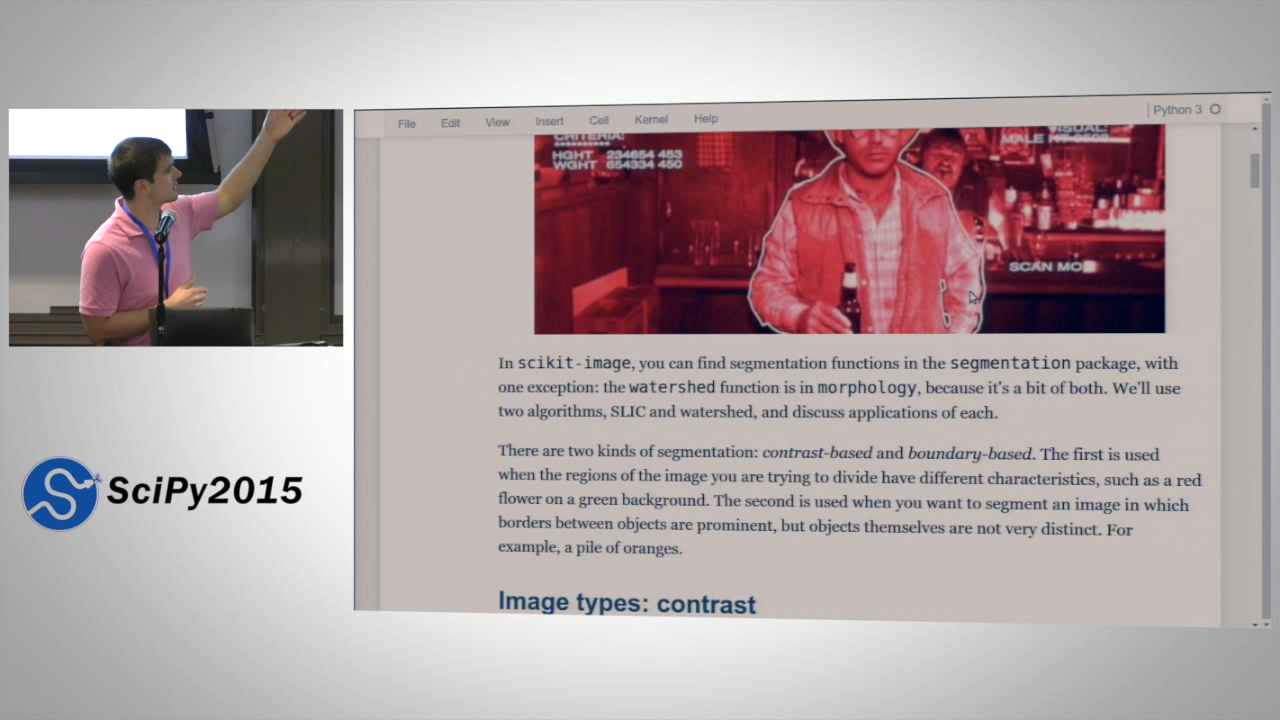 File Edit View Insert Cell Kernel Help Python 3
CRITERIA:
HGHT 234654 453
WGHT 654334 450
VISUAL:
MALE
SCAN MO
In scikit-image, you can find segmentation functions in the segmentation package, with
one exception: the watershed function is in morphology, because it's a bit of both. We'll use
two algorithms, SLIC and watershed, and discuss applications of each.
There are two kinds of segmentation: contrast-based and boundary-based. The first is used
when the regions of the image you are trying to divide have different characteristics, such as a red
flower on a green background. The second is used when you want to segment an image in which
borders between objects are prominent, but objects themselves are not very distinct. For
example, a pile of oranges.
Image types: contrast
SciPy2015